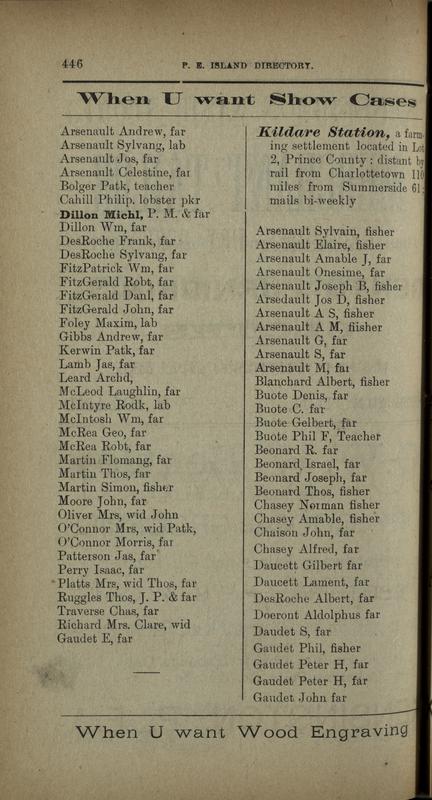 446
P. E. ISLAND DIRECTORY.
When U want Show Cases
Arsenault Andrew, far
Arsenault Sylvang, lab
Arsenault Jos, far
Arsenault Celestine, far
Bolger Patk, teacher
Cahill Philip, lobster pkr
Dillon Michl, P. M. & far
Dillon Wm, far
DesRoche Frank, far
DesRoche Sylvang, far
FitzPatrick Wm, far
FitzGerald Robt, far
FitzGerald Danl, far
FitzGerald John, far
Foley Maxim, lab
Gibbs Andrew, far
Kerwin Patk, far
Lamb Jas, far
Leard Archd,
McLeod Laughlin, far
McIntyre Rodk, lab
McIntosh Wm, far
McRea Geo, far
McRea Robt, far
Martin Flomang, far
Martin Thos, far
Martin Simon, fisher
Moore John, far
Oliver Mrs, wid John
O'Connor Mrs, wid Patk,
O'Connor Morris, far
Patterson Jas, far
Perry Isaac, far
Platts Mrs, wid Thos, far
Ruggles Thos, J. P. & far
Traverse Chas, far
Richard Mrs. Clare, wid
Gaudet E, far
Kildare Station, a farm-
ing settlement located in Lot
2, Prince County : distant by
rail from Charlottetown 110
miles from Summerside 61:
mails bi-weekly
Arsenault Sylvain, fisher
Arsenault Elaire, fisher
Arsenault Amable J, far
Arsenault Onesime, far
Arsenault Joseph B, fisher
Arsedault Jos D, fisher
Arsenault A S, fisher
Arsenault A M, fiisher
Arsenault G, far
Arsenault S, far
Arsenault M, far
Blanchard Albert, fisher
Buote Denis, far
Buote C. far
Buote Gelbert, far
Buote Phil F, Teacher
Beonard R. far
Beonard Israel, far
Beonard Joseph, far
Beonard Thos, fisher
Chasey Norman fisher
Chasey Amable, fisher
Chaison John, far
Chasey Alfred, far
Daucett Gilbert far
Daucett Lament, far
DesRoche Albert, far
Doeront Aldolphus far
Daudet S, far
Gaudet Phil, fisher
Gaudet Peter H, far
Gaudet Peter H, far
Gaudet John far
When U want Wood Engraving